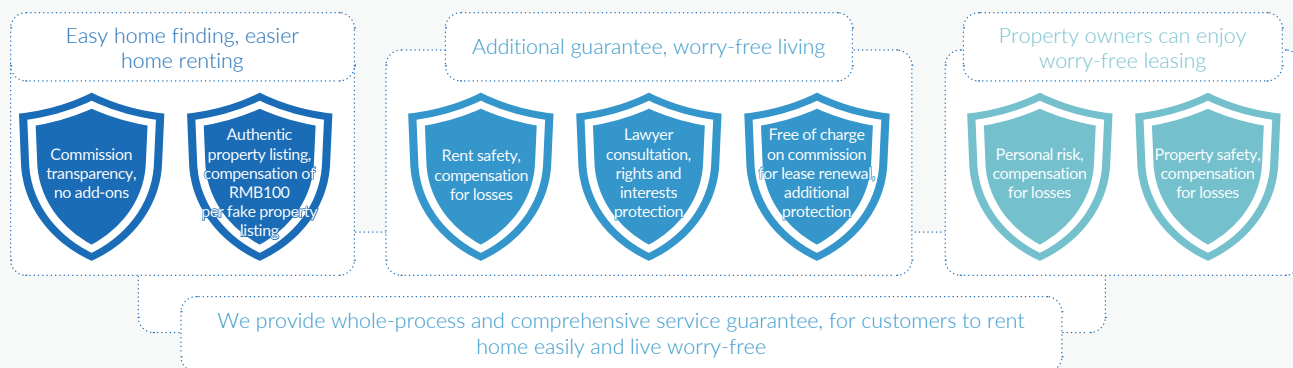 Easy home finding, easier
home renting
Commission
transparency,
no add-ons
Authentic
property listing,
compensation of
RMB100
per fake property
listing
Additional guarantee, worry-free living
Rent safety,
compensation
for losses
Lawyer
consultation,
rights and
interests
protection
Free of charge
on commission
for lease renewal,
additional
protection
Property owners can enjoy
worry-free leasing
Personal risk,
compensation
for losses
Property safety,
compensation
for losses
We provide whole-process and comprehensive service guarantee, for customers to rent
home easily and live worry-free